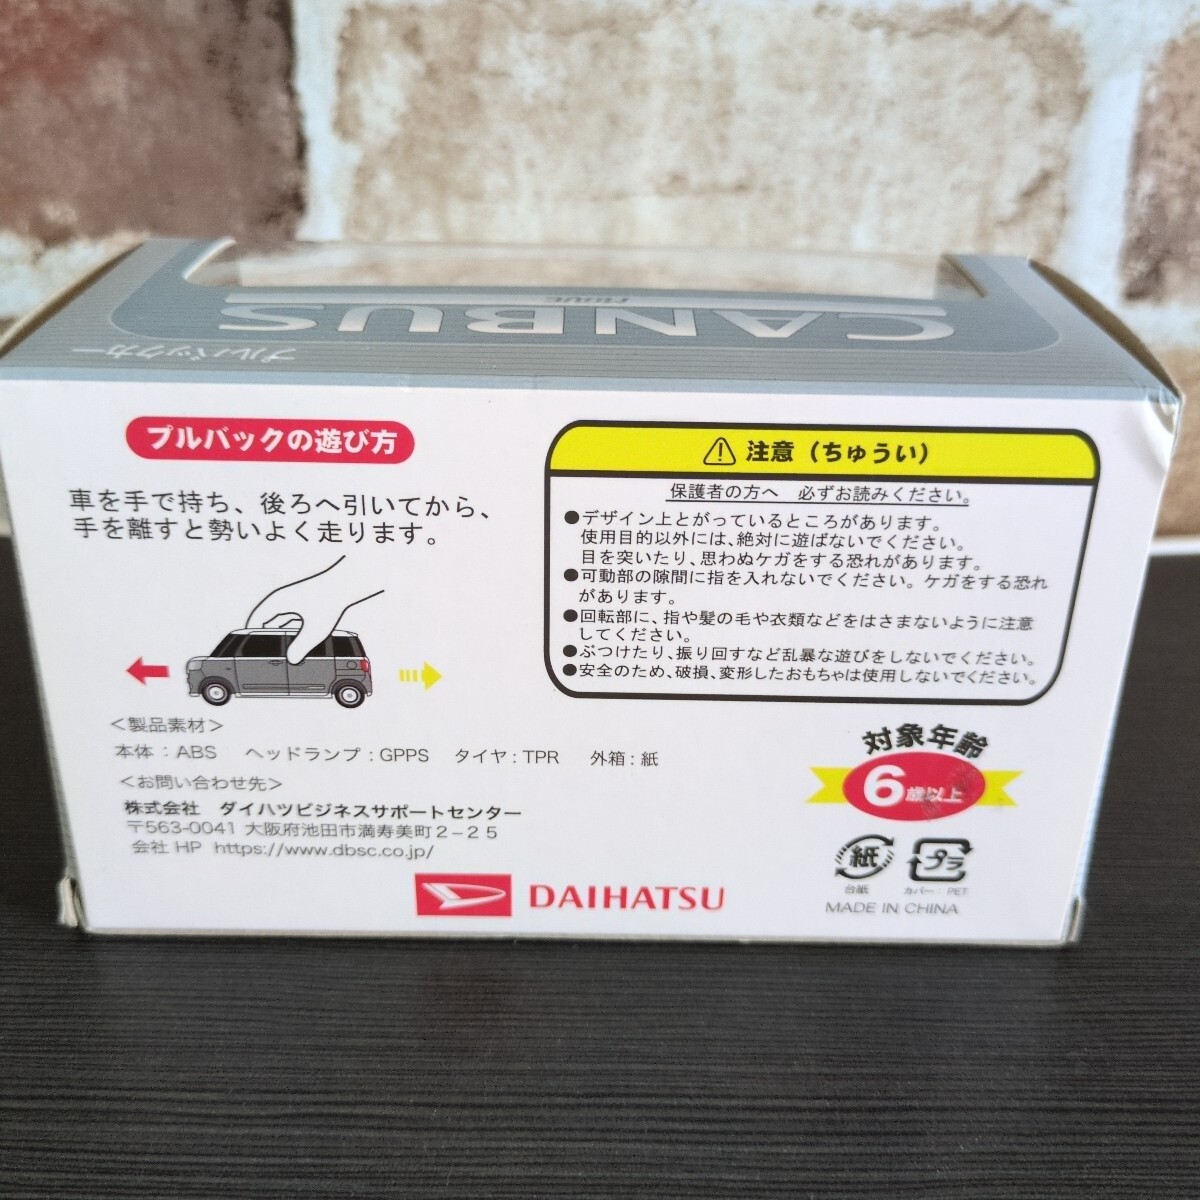 CANBUS
プルバックカー
プルバックの遊び方
車を手で持ち、後ろへ引いてから、
手を離すと勢いよく走ります。
注意（ちゅうい）
保護者の方へ 必ずお読みください。
●デザイン上とがっているところがあります。
使用目的以外には、絶対に遊ばないでください。
目を突いたり、思わぬケガをする恐れがあります。
●可動部の隙間に指を入れないでください。ケガをする恐れ
があります。
●回転部に、指や髪の毛や衣類などをはさまないように注意
してください。
●ぶつけたり、振り回すなど乱暴な遊びをしないでください。
●安全のため、破損、変形したおもちゃは使用しないでください。
＜製品素材＞
本体：ABS ヘッドランプ：GPPS タイヤ：TPR 外箱：紙
＜お問い合わせ先＞
株式会社 ダイハツビジネスサポートセンター
〒563-0041 大阪府池田市満寿美町２−２５
会社 HP https://www.dbsc.co.jp/
DAIHATSU
対象年齢
6歳以上
紙
台紙
プラ
カバー：PET
MADE IN CHINA